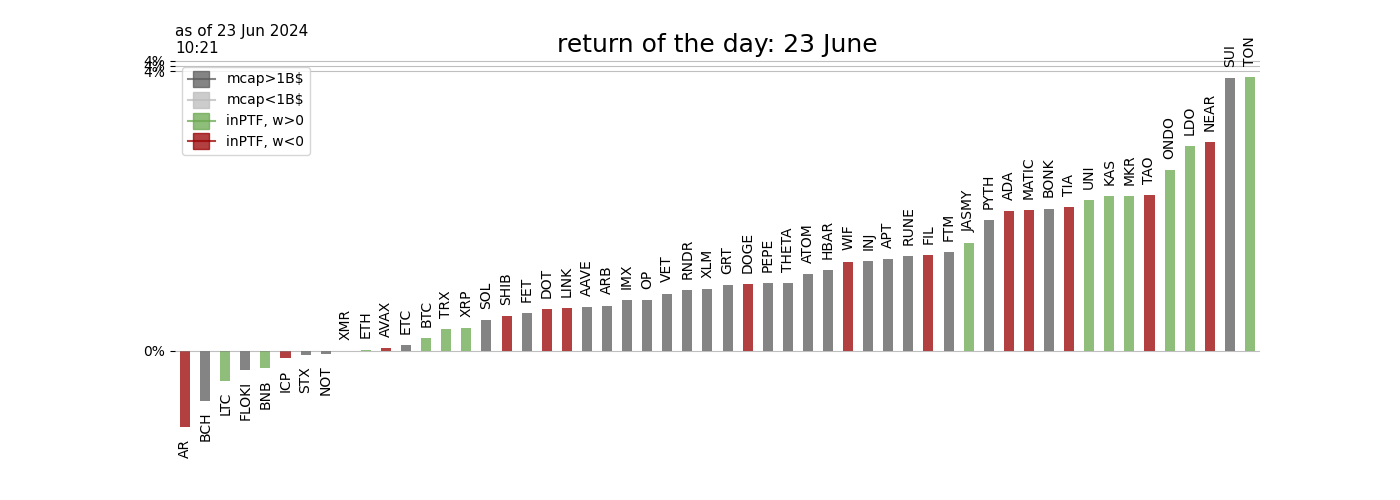 as of 23 Jun 2024
10:21
return of the day: 23 June
4%
4%
4%
0%
mcap>1B$
mcap<1B$
inPTF, w>0
inPTF, w<0
AR
BCH
LTC
FLOKI
BNB
ICP
STX
NOT
XMR
ETH
AVAX
ETC
BTC
TRX
XRP
SOL
SHIB
FET
DOT
LINK
AAVE
ARB
IMX
OP
VET
RNDR
XLM
GRT
DOGE
PEPE
THETA
ATOM
HBAR
WIF
INJ
APT
RUNE
FIL
FTM
JASMY
PYTH
ADA
MATIC
BONK
TIA
UNI
KAS
MKR
TAO
ONDO
LDO
NEAR
SUI
TON